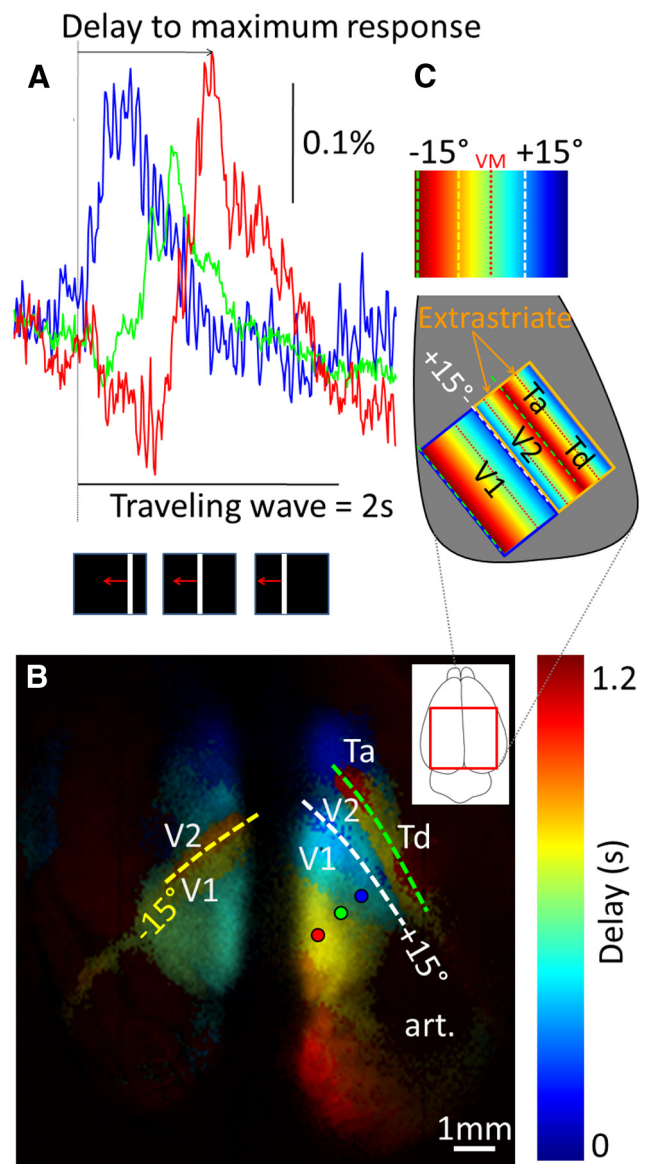 Delay to maximum response
A
0.1%
Traveling wave = 2s
C
-15° VM +15°
Extrastriate
+15°
Ta
V2
Td
V1
B
Ta
V2
V2
V1
Td
V1
-15°
+15°
art.
1mm
1.2
Delay (s)
0